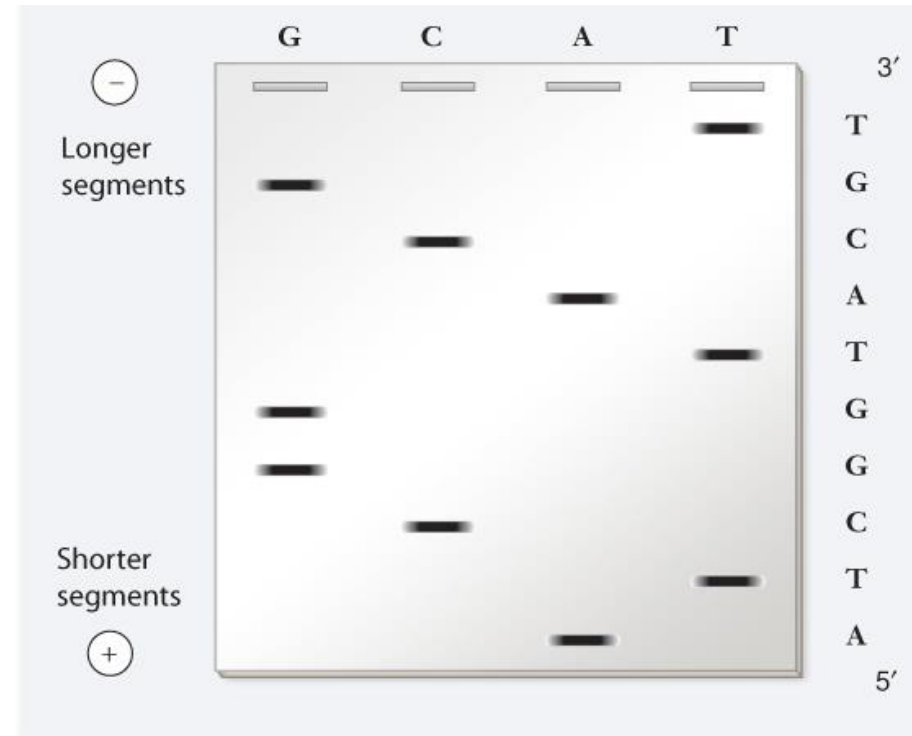 G C A T
3′
−
Longer
segments
T
G
C
A
T
G
G
C
T
A
Shorter
segments
+
5′